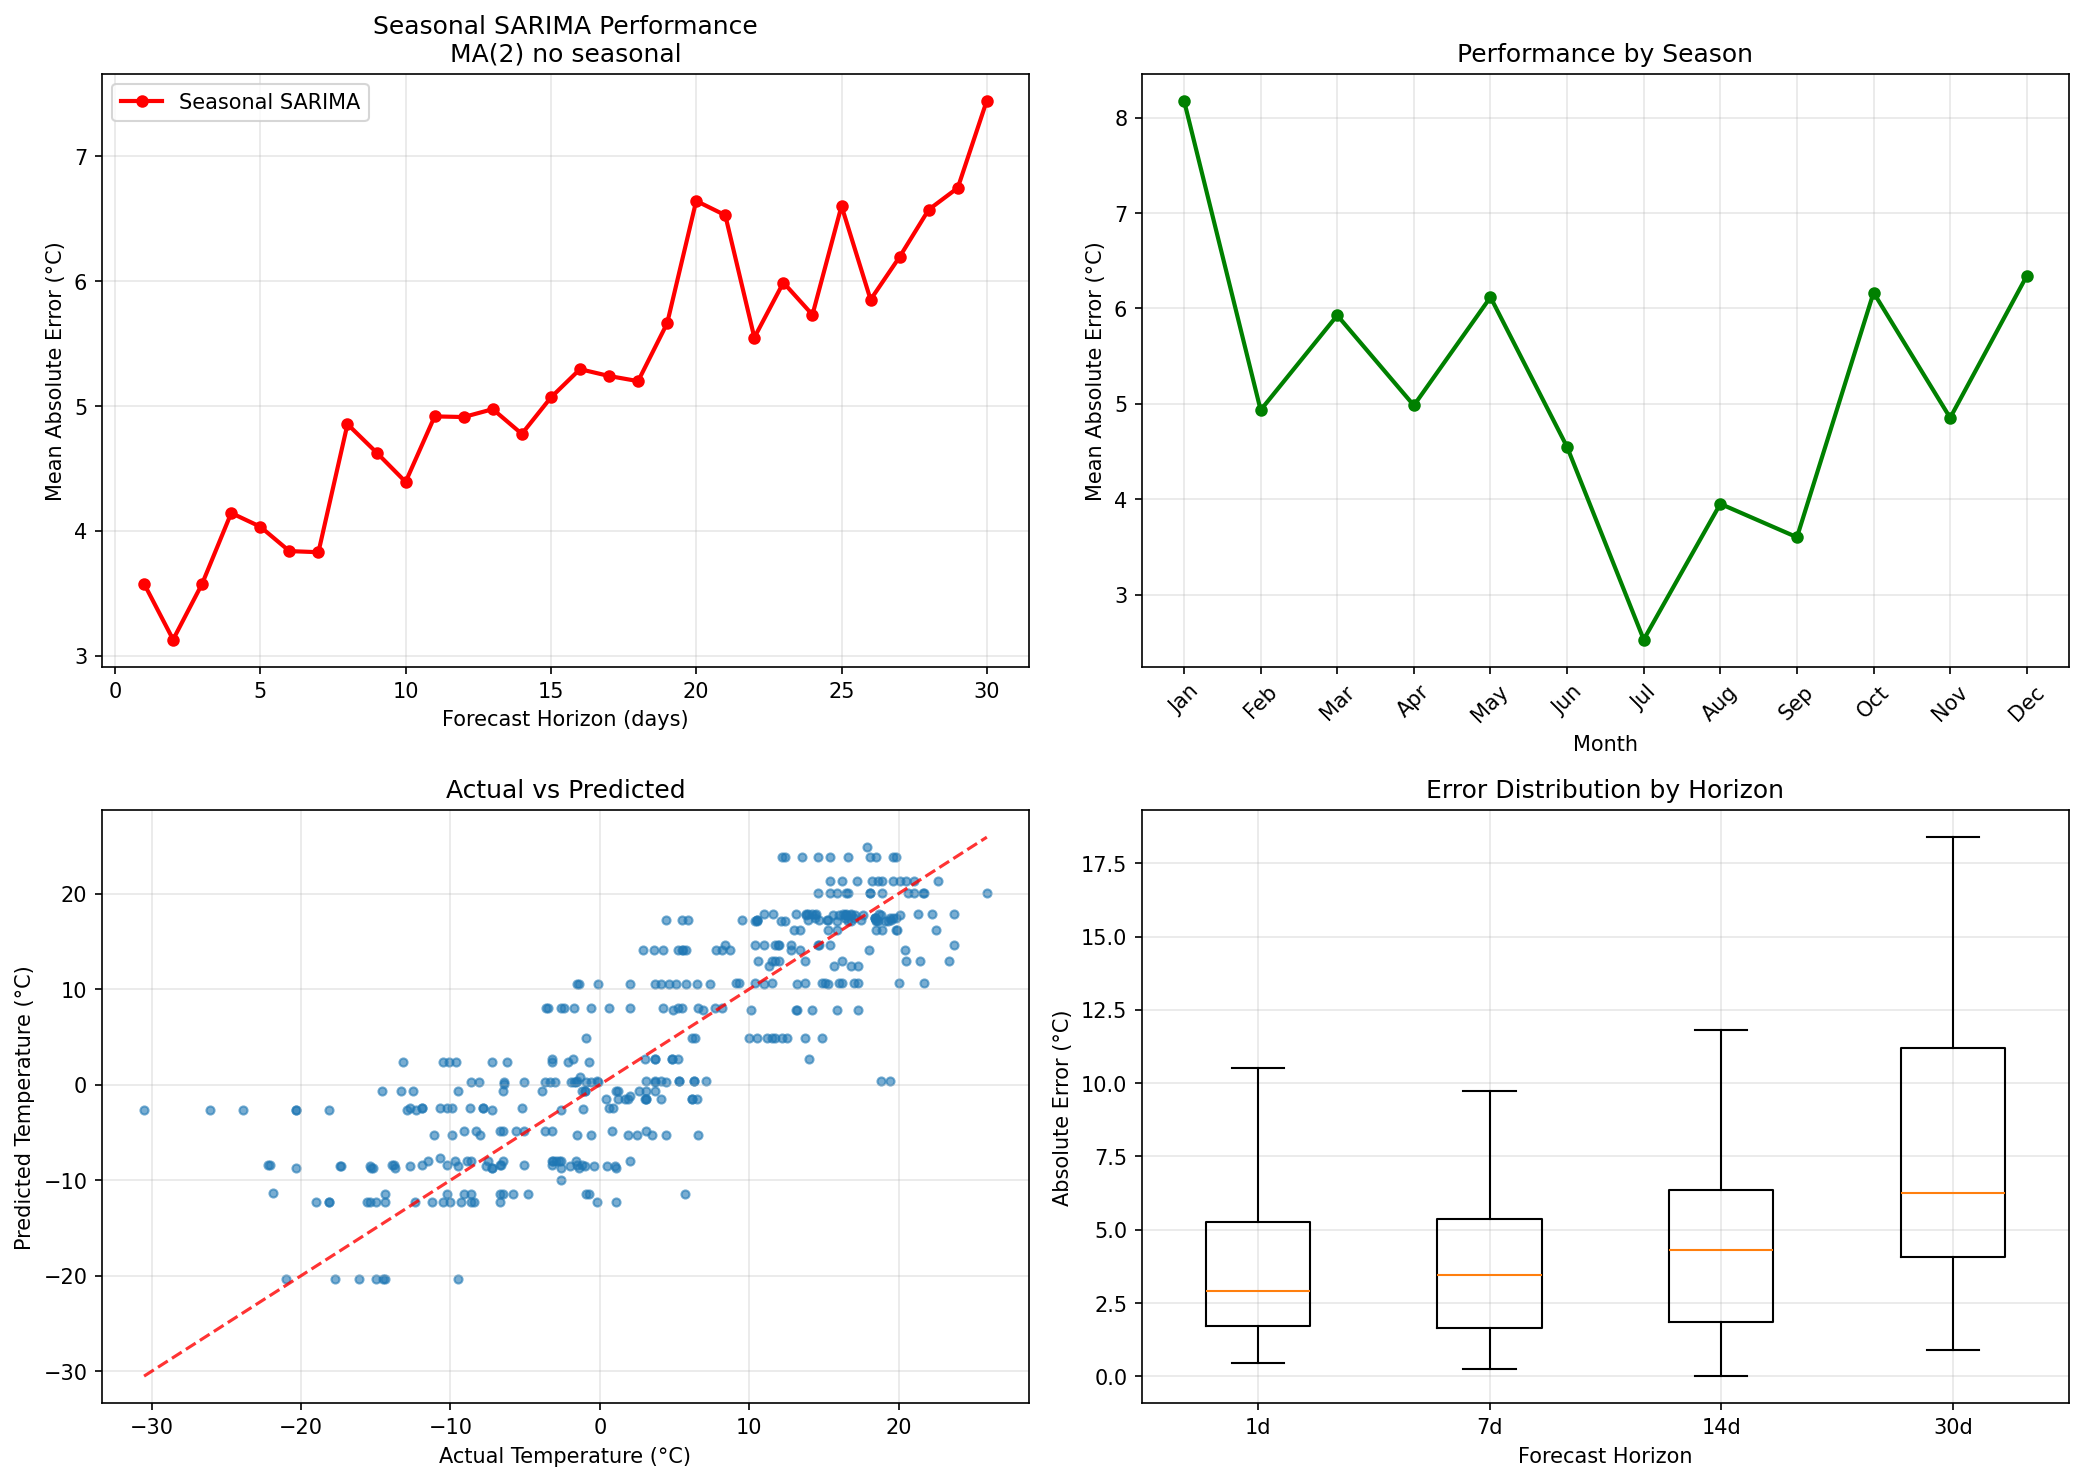 Seasonal SARIMA Performance
MA(2) no seasonal
Seasonal SARIMA
Mean Absolute Error (°C)
7
6
5
4
3
0 5 10 15 20 25 30
Forecast Horizon (days)
Performance by Season
Mean Absolute Error (°C)
8
7
6
5
4
3
Jan Feb Mar Apr May Jun Jul Aug Sep Oct Nov Dec
Month
Actual vs Predicted
Predicted Temperature (°C)
20
10
0
−10
−20
−30
−30 −20 −10 0 10 20
Actual Temperature (°C)
Error Distribution by Horizon
Absolute Error (°C)
17.5
15.0
12.5
10.0
7.5
5.0
2.5
0.0
1d 7d 14d 30d
Forecast Horizon